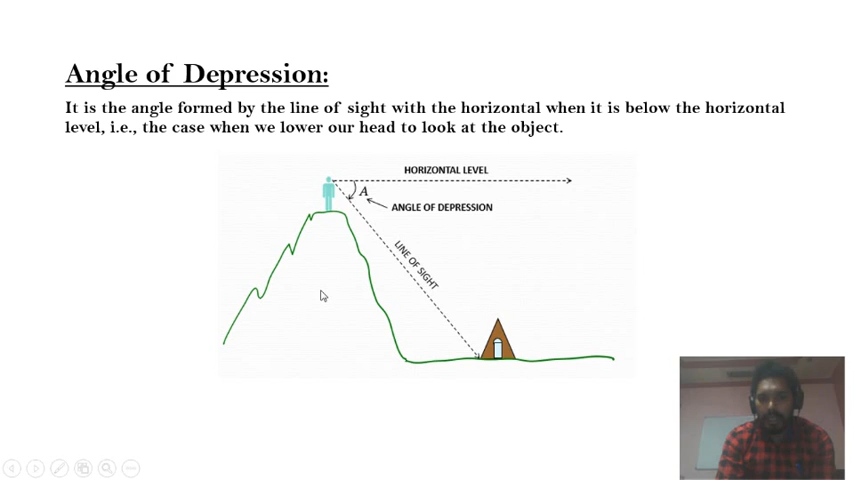 Angle of Depression:
It is the angle formed by the line of sight with the horizontal when it is below the horizontal
level, i.e., the case when we lower our head to look at the object.
HORIZONTAL LEVEL
A
ANGLE OF DEPRESSION
LINE OF SIGHT